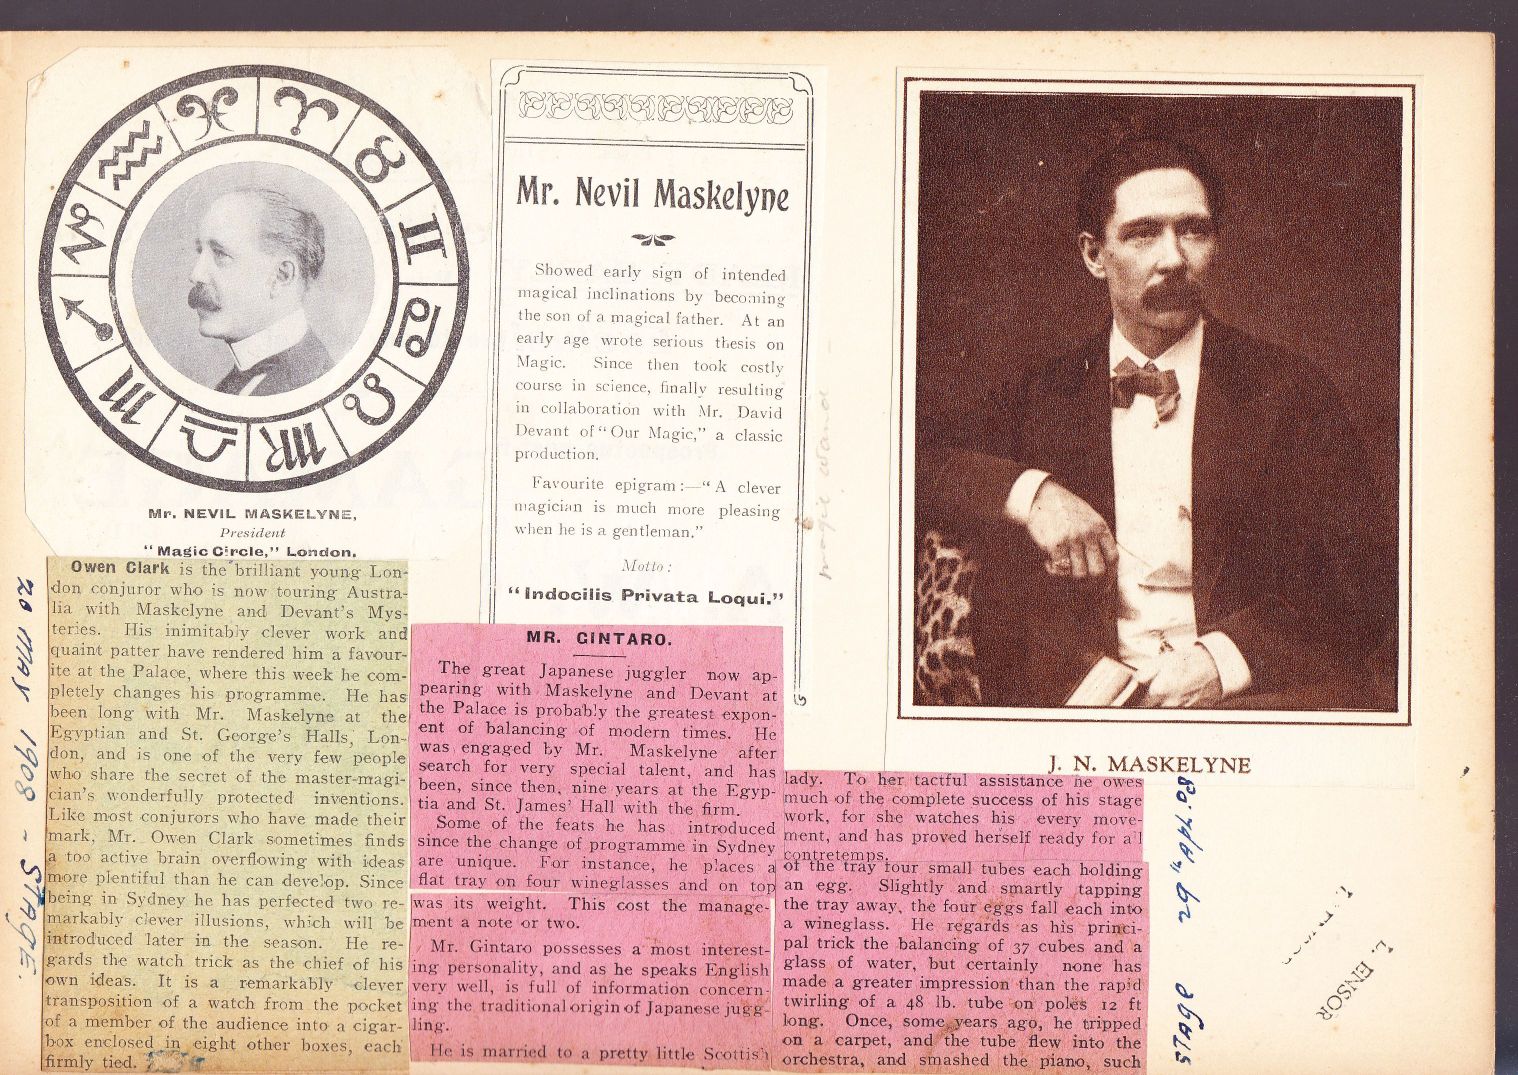 Mr. NEVIL MASKELYNE,
President
"Magic Circle," London.
Mr. Nevil Maskelyne
Showed early sign of intended
magical inclinations by becoming
the son of a magical father. At an
early age wrote serious thesis on
Magic. Since then took costly
course in science, finally resulting
in collaboration with Mr. David
Devant of "Our Magic," a classic
production.
Favourite epigram:—"A clever
magician is much more pleasing
when he is a gentleman."
Motto:
"Indocilis Privata Loqui."
magic wand -
J. N. MASKELYNE
20 MAY 1908 - STAGE.
Owen Clark is the brilliant young Lon-
don conjuror who is now touring Austra-
lia with Maskelyne and Devant's Mys-
teries. His inimitably clever work and
quaint patter have rendered him a favour-
ite at the Palace, where this week he com-
pletely changes his programme. He has
been long with Mr. Maskelyne at the
Egyptian and St. George's Halls, Lon-
don, and is one of the very few people
who share the secret of the master-magi-
cian's wonderfully protected inventions.
Like most conjurors who have made their
mark, Mr. Owen Clark sometimes finds
a too active brain overflowing with ideas
more plentiful than he can develop. Since
being in Sydney he has perfected two re-
markably clever illusions, which will be
introduced later in the season. He re-
gards the watch trick as the chief of his
own ideas. It is a remarkably clever
transposition of a watch from the pocket
of a member of the audience into a cigar-
box enclosed in eight other boxes, each
firmly tied.
MR. GINTARO.
The great Japanese juggler now ap-
pearing with Maskelyne and Devant at
the Palace is probably the greatest expon-
ent of balancing of modern times. He
was engaged by Mr. Maskelyne after
search for very special talent, and has
been, since then, nine years at the Egyp-
tia and St. James' Hall with the firm.
Some of the feats he has introduced
since the change of programme in Sydney
are unique. For instance, he places a
flat tray on four wineglasses and on top
was its weight. This cost the manage-
ment a note or two.
Mr. Gintaro possesses a most interest-
ing personality, and as he speaks English
very well, is full of information concern-
ing the traditional origin of Japanese jugg-
ling.
He is married to a pretty little Scottish
lady. To her tactful assistance he owes
much of the complete success of his stage
work, for she watches his every move-
ment, and has proved herself ready for all
contretemps.
of the tray four small tubes each holding
an egg. Slightly and smartly tapping
the tray away, the four eggs fall each into
a wineglass. He regards as his princi-
pal trick the balancing of 37 cubes and a
glass of water, but certainly none has
made a greater impression than the rapid
twirling of a 48 lb. tube on poles 12 ft
long. Once, some years ago, he tripped
on a carpet, and the tube flew into the
orchestra, and smashed the piano, such
L. ENSOR